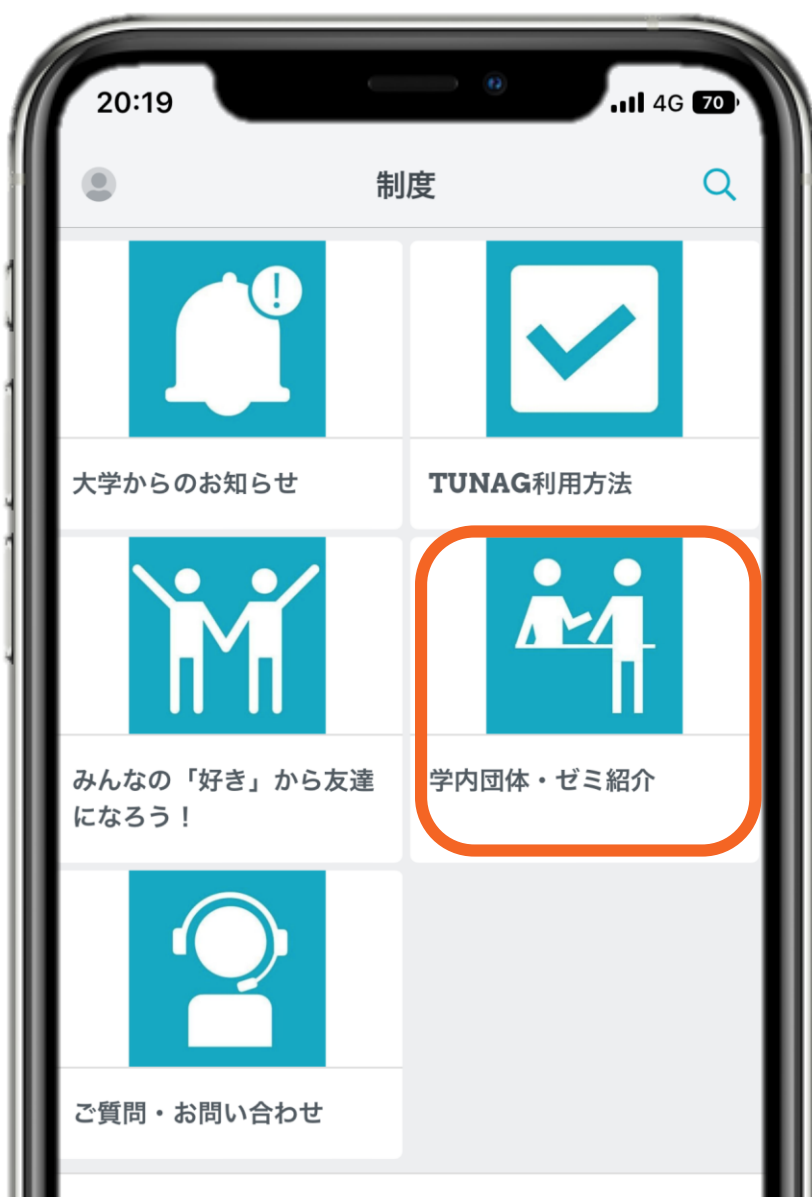 20:19
4G 70
制度
大学からのお知らせ
TUNAG利用方法
みんなの「好き」から友達
になろう！
学内団体・ゼミ紹介
ご質問・お問い合わせ